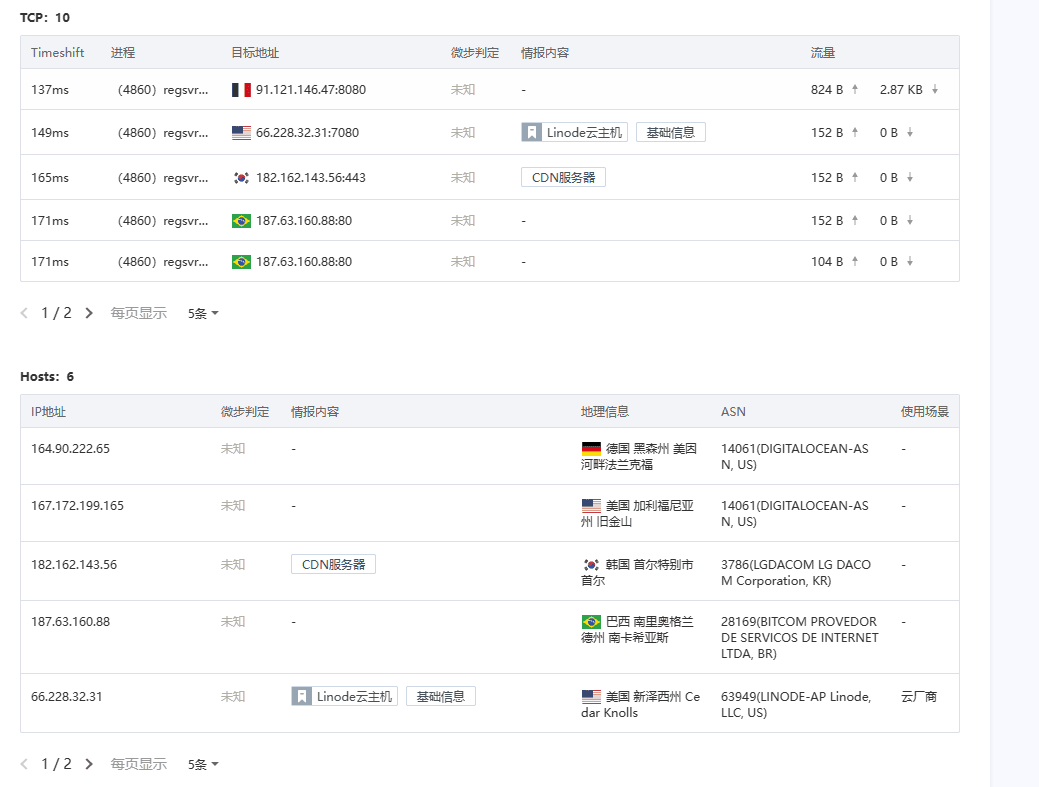 TCP：10
Timeshift 进程 目标地址 微步判定 情报内容 流量
137ms （4860）regsvr... 91.121.146.47:8080 未知 - 824 B ↑ 2.87 KB ↓
149ms （4860）regsvr... 66.228.32.31:7080 未知 Linode云主机 基础信息 152 B ↑ 0 B ↓
165ms （4860）regsvr... 182.162.143.56:443 未知 CDN服务器 152 B ↑ 0 B ↓
171ms （4860）regsvr... 187.63.160.88:80 未知 - 152 B ↑ 0 B ↓
171ms （4860）regsvr... 187.63.160.88:80 未知 - 104 B ↑ 0 B ↓
1 / 2 每页显示 5条
Hosts：6
IP地址 微步判定 情报内容 地理信息 ASN 使用场景
164.90.222.65 未知 - 德国 黑森州 美因 14061(DIGITALOCEAN-AS -
河畔法兰克福 N, US)
167.172.199.165 未知 - 美国 加利福尼亚 14061(DIGITALOCEAN-AS -
州 旧金山 N, US)
182.162.143.56 未知 CDN服务器 韩国 首尔特别市 3786(LGDACOM LG DACO -
首尔 M Corporation, KR)
187.63.160.88 未知 - 巴西 南里奥格兰 28169(BITCOM PROVEDOR -
德州 南卡希亚斯 DE SERVICOS DE INTERNET
LTDA, BR)
66.228.32.31 未知 Linode云主机 基础信息 美国 新泽西州 Ce 63949(LINODE-AP Linode, 云厂商
dar Knolls LLC, US)
1 / 2 每页显示 5条